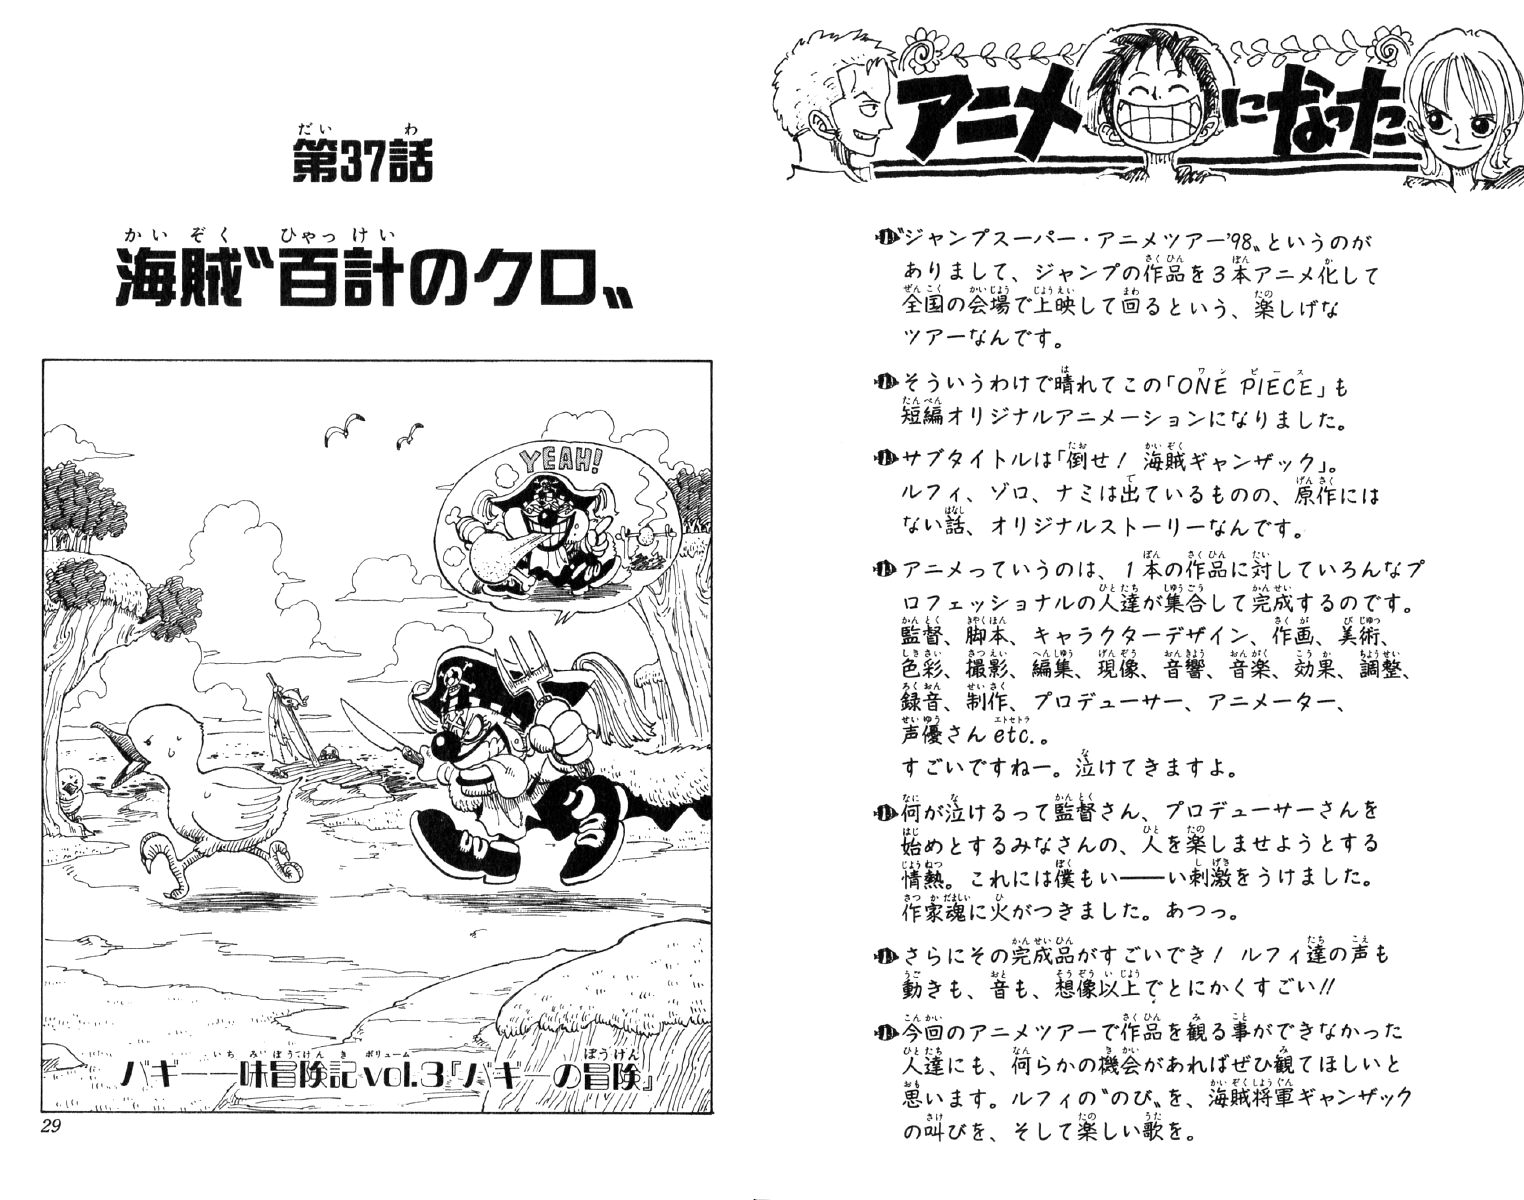 アニメになった
“ジャンプスーパー・アニメツアー'98„というのが
ありまして、ジャンプの作品を3本アニメ化して
全国の会場で上映して回るという、楽しげな
ツアーなんです。
そういうわけで晴れてこの「ONE PIECE」も
短編オリジナルアニメーションになりました。
サブタイトルは「倒せ! 海賊ギャンザック」。
ルフィ、ゾロ、ナミは出ているものの、原作には
ない話、オリジナルストーリーなんです。
アニメっていうのは、1本の作品に対していろんなプ
ロフェッショナルの人達が集合して完成するのです。
監督、脚本、キャラクターデザイン、作画、美術、
色彩、撮影、編集、現像、音響、音楽、効果、調整、
録音、制作、プロデューサー、アニメーター、
声優さんetc.。
すごいですねー。泣けてきますよ。
何が泣けるって監督さん、プロデューサーさんを
始めとするみなさんの、人を楽しませようとする
情熱。これには僕もい――い刺激をうけました。
作家魂に火がつきました。あつっ。
さらにその完成品がすごいでき! ルフィ達の声も
動きも、音も、想像以上でとにかくすごい!!
今回のアニメツアーで作品を観る事ができなかった
人達にも、何らかの機会があればぜひ観てほしいと
思います。ルフィの“のび”を、海賊将軍ギャンザック
の叫びを、そして楽しい歌を。
第37話
海賊“百計のクロ„
YEAH!
バギー一味冒険記vol.3『バギーの冒険』
29